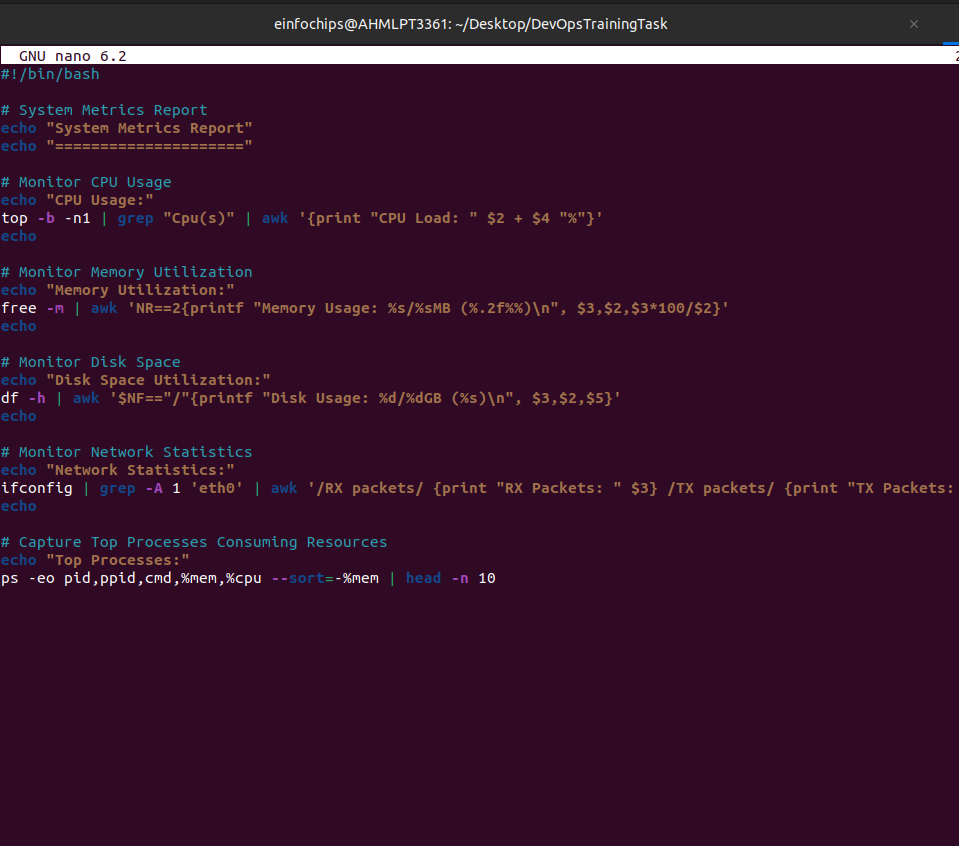 einfochips@AHMLPT3361: ~/Desktop/DevOpsTrainingTask
GNU nano 6.2
#!/bin/bash
# System Metrics Report
echo "System Metrics Report"
echo "====================="
# Monitor CPU Usage
echo "CPU Usage:"
top -b -n1 | grep "Cpu(s)" | awk '{print "CPU Load: " $2 + $4 "%"}'
echo
# Monitor Memory Utilization
echo "Memory Utilization:"
free -m | awk 'NR==2{printf "Memory Usage: %s/%sMB (%.2f%%)\n", $3,$2,$3*100/$2}'
echo
# Monitor Disk Space
echo "Disk Space Utilization:"
df -h | awk '$NF=="/"{printf "Disk Usage: %d/%dGB (%s)\n", $3,$2,$5}'
echo
# Monitor Network Statistics
echo "Network Statistics:"
ifconfig | grep -A 1 'eth0' | awk '/RX packets/ {print "RX Packets: " $3} /TX packets/ {print "TX Packets:
echo
# Capture Top Processes Consuming Resources
echo "Top Processes:"
ps -eo pid,ppid,cmd,%mem,%cpu --sort=-%mem | head -n 10